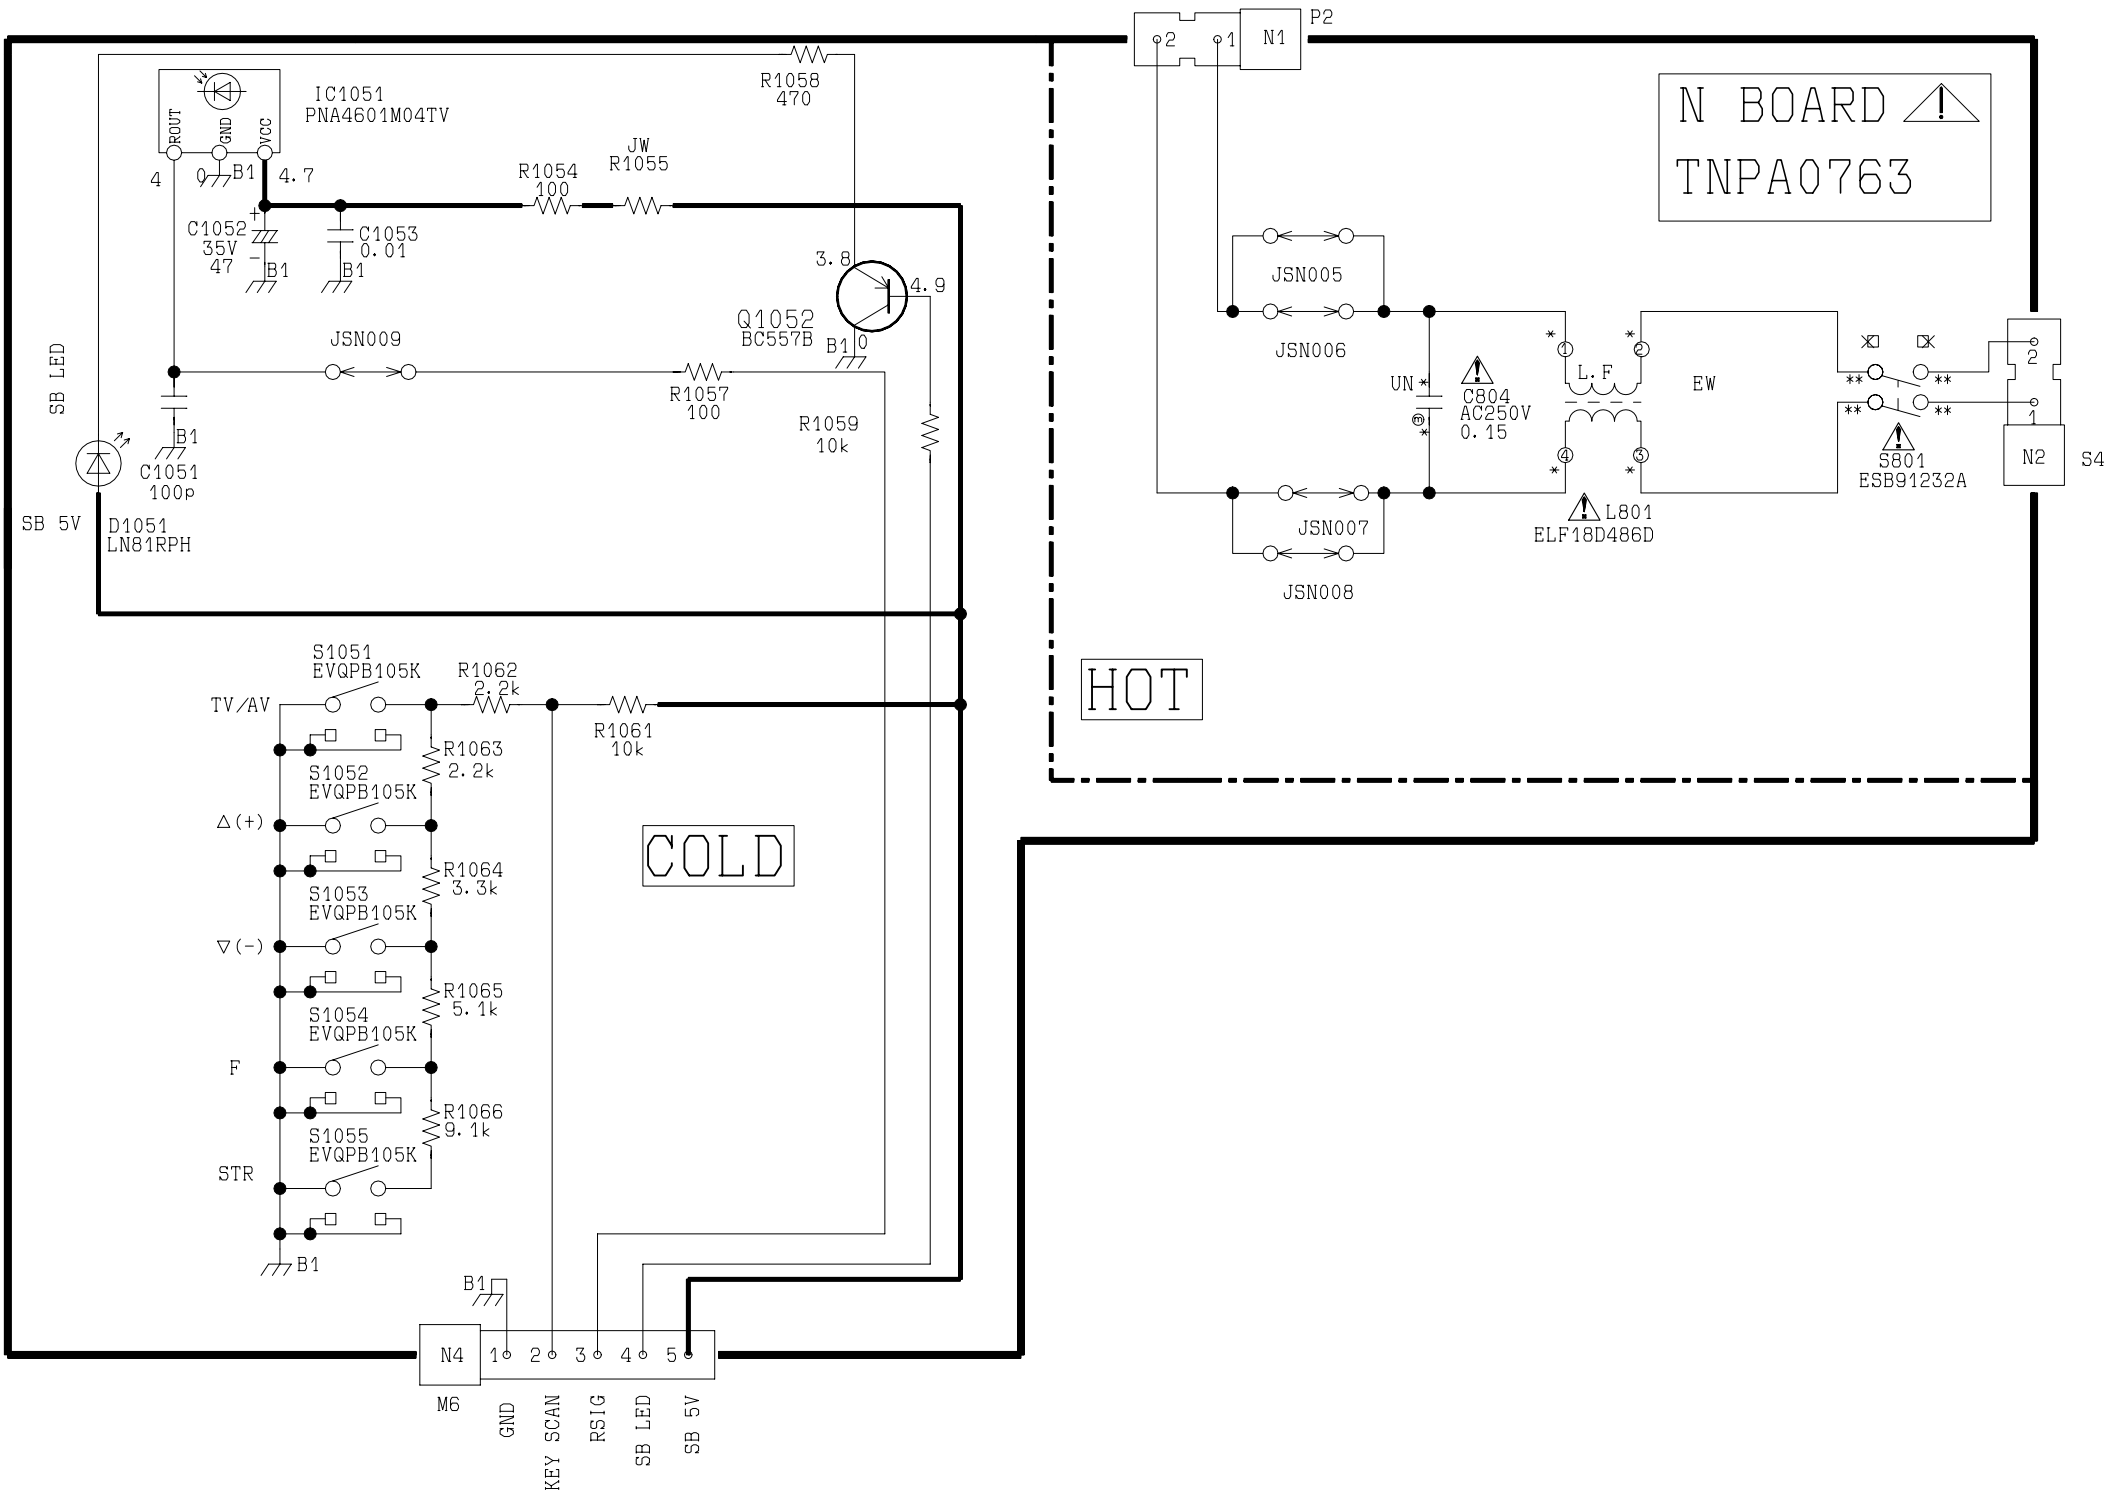 P2
2
1
N1
N BOARD
TNPA0763
R1058
470
IC1051
PNA4601M04TV
ROUT
GND
VCC
4
0
B1
4.7
R1054
100
JW
R1055
C1052
35V
47
+
-
B1
C1053
0.01
B1
3.8
4.9
Q1052
BC557B
B1
0
JSN009
R1057
100
R1059
10k
SB LED
B1
C1051
100p
SB 5V
D1051
LN81RPH
JSN005
JSN006
JSN007
JSN008
UN
*
*
C804
AC250V
0.15
*
1
*
2
L.F
*
4
*
3
L801
ELF18D486D
EW
**
**
**
**
S801
ESB91232A
2
1
N2
S4
HOT
COLD
S1051
EVQPB105K
TV/AV
R1062
2.2k
R1061
10k
R1063
2.2k
S1052
EVQPB105K
△(+)
R1064
3.3k
S1053
EVQPB105K
▽(-)
R1065
5.1k
S1054
EVQPB105K
F
R1066
9.1k
S1055
EVQPB105K
STR
B1
B1
N4
1
2
3
4
5
M6
GND
KEY SCAN
RSIG
SB LED
SB 5V